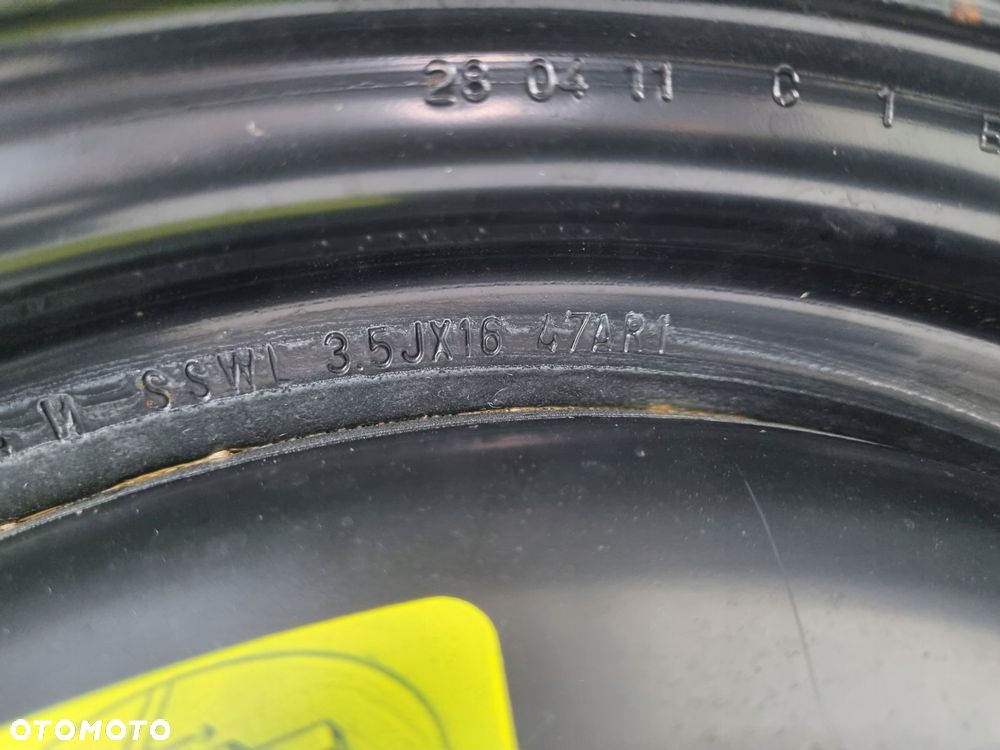 28 04 11 C 1
M SSWL 3.5JX16 47AR1
OTOMOTO